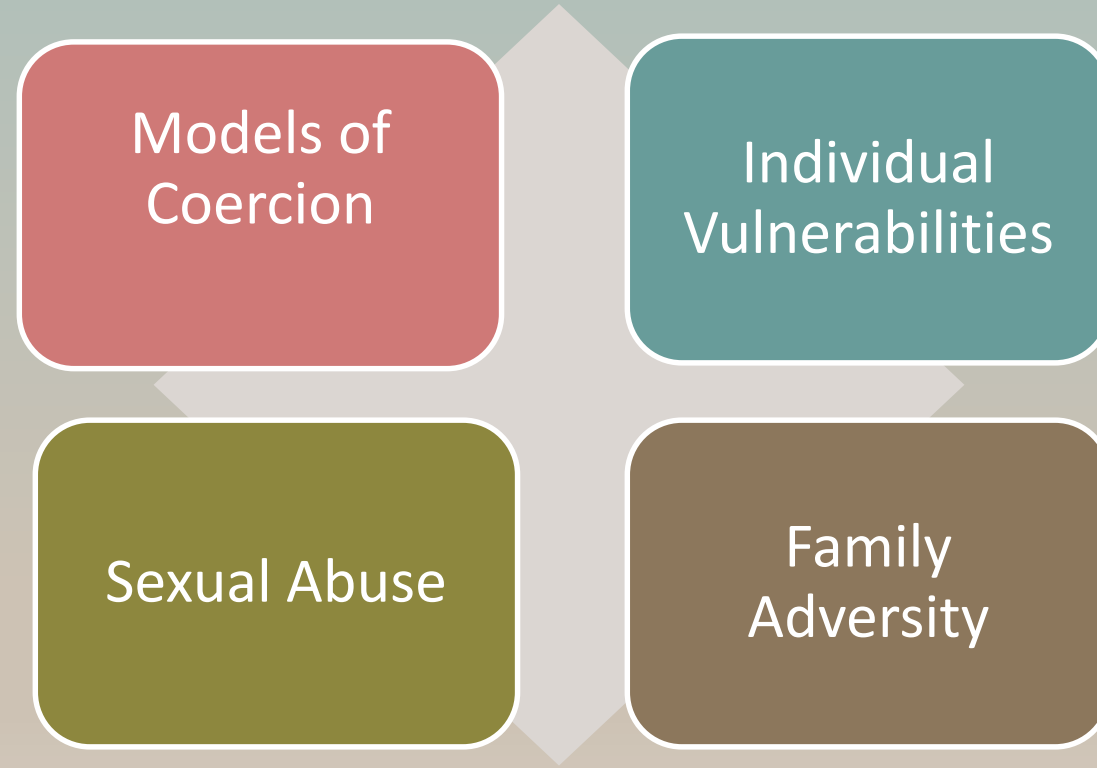 Models of
Coercion
Individual
Vulnerabilities
Sexual Abuse
Family
Adversity